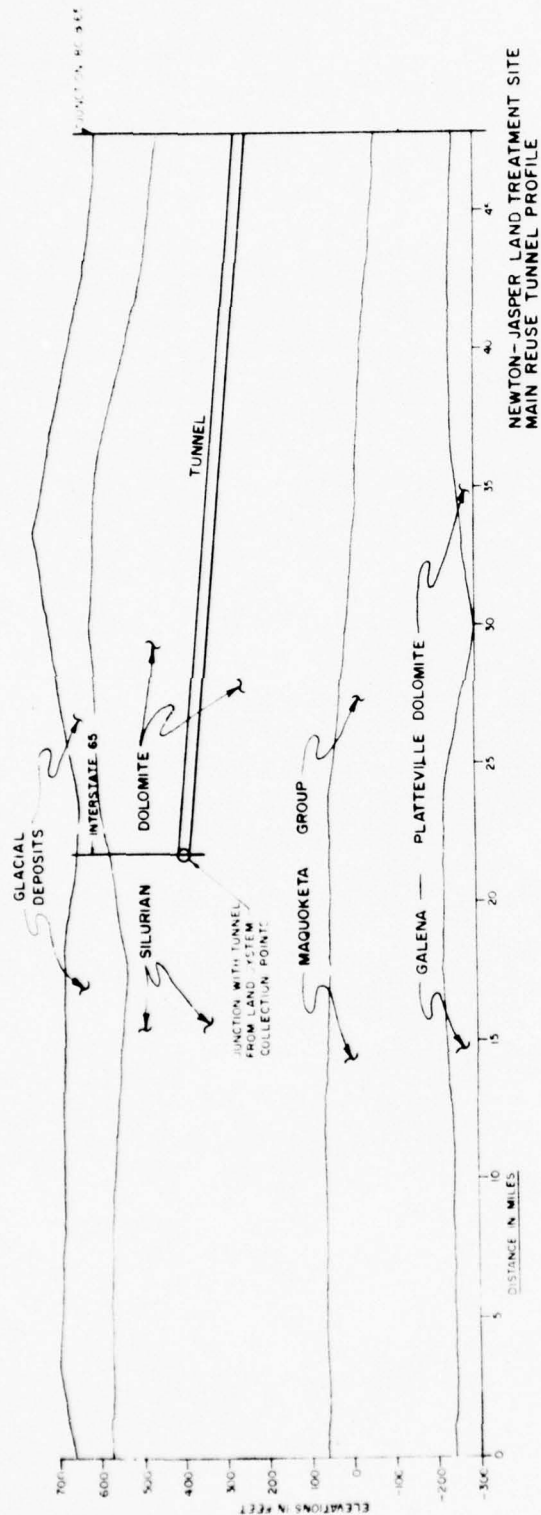 GLACIAL
DEPOSITS
INTERSTATE 65
SILURIAN DOLOMITE
TUNNEL
JUNCTION WITH TUNNEL
FROM LAND SYSTEM
COLLECTION POINTS
MAQUOKETA GROUP
GALENA — PLATTEVILLE DOLOMITE
ELEVATIONS IN FEET
700
600
500
400
300
200
100
0
-100
-200
-300
0
5
10
15
20
25
30
35
40
45
DISTANCE IN MILES
NEWTON-JASPER LAND TREATMENT SITE
MAIN REUSE TUNNEL PROFILE